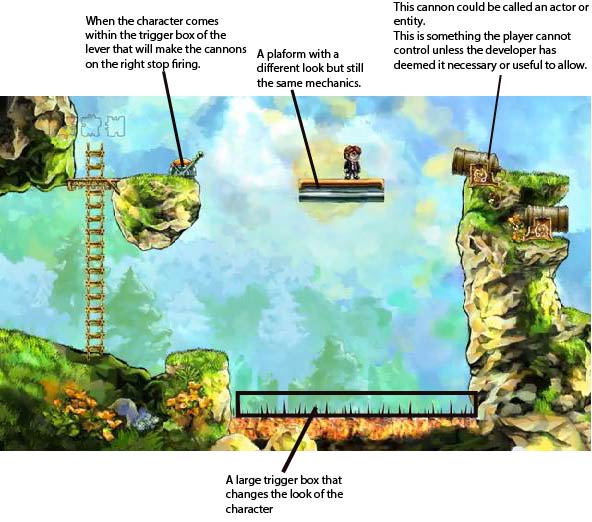 When the character comes
within the trigger box of the
lever that will make the cannons
on the right stop firing.
A plaform with a
different look but still
the same mechanics.
This cannon could be called an actor or
entity.
This is something the player cannot
control unless the developer has
deemed it necessary or useful to allow.
A large trigger box that
changes the look of the
character